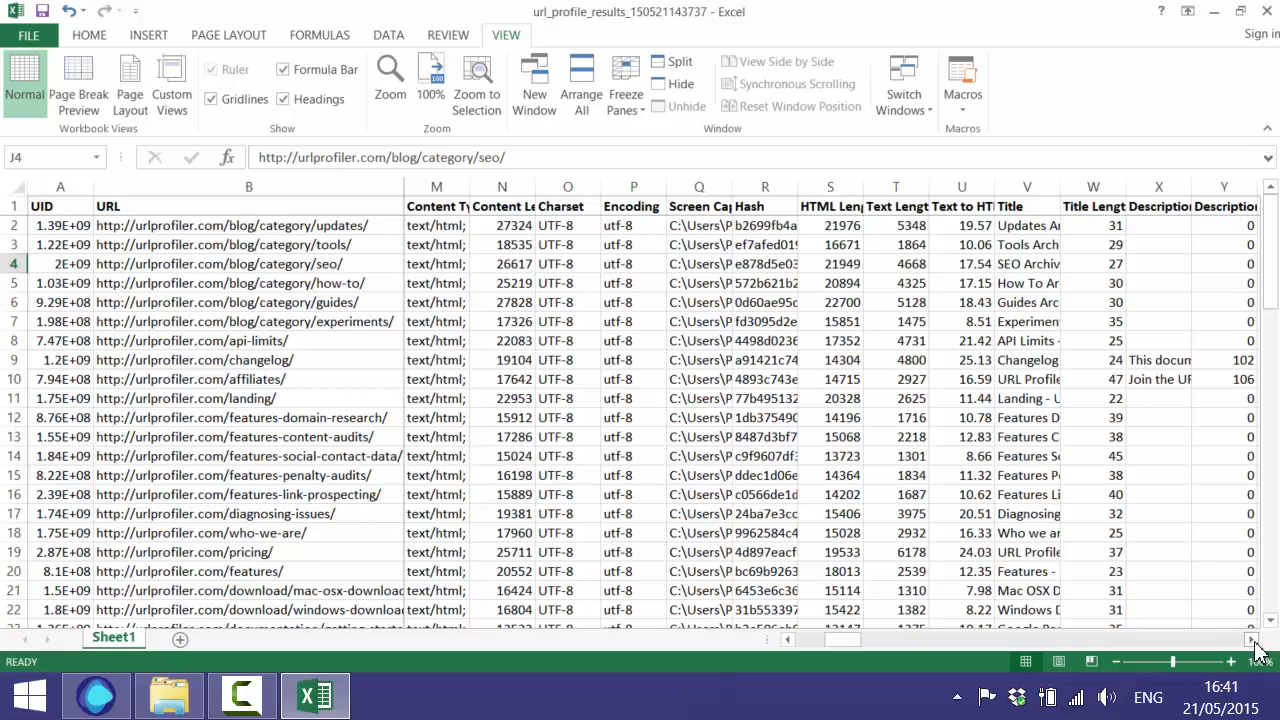 url_profile_results_150521143737 - Excel
?
FILE HOME INSERT PAGE LAYOUT FORMULAS DATA REVIEW VIEW Sign in
Normal Page Break Preview Page Layout Custom Views
Ruler Formula Bar
Gridlines Headings
Zoom 100% Zoom to Selection
New Window Arrange All Freeze Panes
Split
Hide
Unhide
View Side by Side
Synchronous Scrolling
Reset Window Position
Switch Windows Macros
Workbook Views Show Zoom Window Macros
J4 fx http://urlprofiler.com/blog/category/seo/
A B M N O P Q R S T U V W X Y
1 UID URL Content Ty Content Le Charset Encoding Screen Cap Hash HTML Leng Text Lengt Text to HT Title Title Lengt Description Description
2 1.39E+09 http://urlprofiler.com/blog/category/updates/ text/html; 27324 UTF-8 utf-8 C:\Users\P b2699fb4a 21976 5348 19.57 Updates Ar 31 0
3 1.22E+09 http://urlprofiler.com/blog/category/tools/ text/html; 18535 UTF-8 utf-8 C:\Users\P ef7afed019 16671 1864 10.06 Tools Arch 29 0
4 2E+09 http://urlprofiler.com/blog/category/seo/ text/html; 26617 UTF-8 utf-8 C:\Users\P e878d5e03 21949 4668 17.54 SEO Archiv 27 0
5 1.03E+09 http://urlprofiler.com/blog/category/how-to/ text/html; 25219 UTF-8 utf-8 C:\Users\P 572b621b2 20894 4325 17.15 How To Ar 30 0
6 9.29E+08 http://urlprofiler.com/blog/category/guides/ text/html; 27828 UTF-8 utf-8 C:\Users\P 0d60ae95c 22700 5128 18.43 Guides Arc 30 0
7 1.98E+08 http://urlprofiler.com/blog/category/experiments/ text/html; 17326 UTF-8 utf-8 C:\Users\P fd3095d2e 15851 1475 8.51 Experimen 35 0
8 7.47E+08 http://urlprofiler.com/api-limits/ text/html; 22083 UTF-8 utf-8 C:\Users\P 4498d0236 17352 4731 21.42 API Limits - 25 0
9 1.2E+09 http://urlprofiler.com/changelog/ text/html; 19104 UTF-8 utf-8 C:\Users\P a91421c74 14304 4800 25.13 Changelog 24 This docum 102
10 7.94E+08 http://urlprofiler.com/affiliates/ text/html; 17642 UTF-8 utf-8 C:\Users\P 4893c743e 14715 2927 16.59 URL Profile 47 Join the UR 106
11 1.75E+09 http://urlprofiler.com/landing/ text/html; 22953 UTF-8 utf-8 C:\Users\P 77b495132 20328 2625 11.44 Landing - U 22 0
12 8.76E+08 http://urlprofiler.com/features-domain-research/ text/html; 15912 UTF-8 utf-8 C:\Users\P 1db375490 14196 1716 10.78 Features D 39 0
13 1.55E+09 http://urlprofiler.com/features-content-audits/ text/html; 17286 UTF-8 utf-8 C:\Users\P 8487d3bf7 15068 2218 12.83 Features C 38 0
14 1.84E+09 http://urlprofiler.com/features-social-contact-data/ text/html; 15024 UTF-8 utf-8 C:\Users\P c9f9607df 13723 1301 8.66 Features Sc 45 0
15 8.22E+08 http://urlprofiler.com/features-penalty-audits/ text/html; 16198 UTF-8 utf-8 C:\Users\P ddec1d06e 14364 1834 11.32 Features Pe 38 0
16 2.39E+08 http://urlprofiler.com/features-link-prospecting/ text/html; 15889 UTF-8 utf-8 C:\Users\P c0566de1d 14202 1687 10.62 Features Li 40 0
17 1.74E+09 http://urlprofiler.com/diagnosing-issues/ text/html; 19381 UTF-8 utf-8 C:\Users\P 24ba7e3cc 15406 3975 20.51 Diagnosing 32 0
18 1.75E+09 http://urlprofiler.com/who-we-are/ text/html; 17960 UTF-8 utf-8 C:\Users\P 9962584c4 15028 2932 16.33 Who we ar 25 0
19 2.87E+08 http://urlprofiler.com/pricing/ text/html; 25711 UTF-8 utf-8 C:\Users\P 4d897eacf 19533 6178 24.03 URL Profile 37 0
20 8.1E+08 http://urlprofiler.com/features/ text/html; 20552 UTF-8 utf-8 C:\Users\P bc69b9263 18013 2539 12.35 Features - 23 0
21 1.5E+09 http://urlprofiler.com/download/mac-osx-download text/html; 16424 UTF-8 utf-8 C:\Users\P 6453e6c36 15114 1310 7.98 Mac OSX D 31 0
22 1.8E+09 http://urlprofiler.com/download/windows-downloa text/html; 16804 UTF-8 utf-8 C:\Users\P 31b553397 15422 1382 8.22 Windows D 31 0
Sheet1
READY
ENG 16:41
21/05/2015